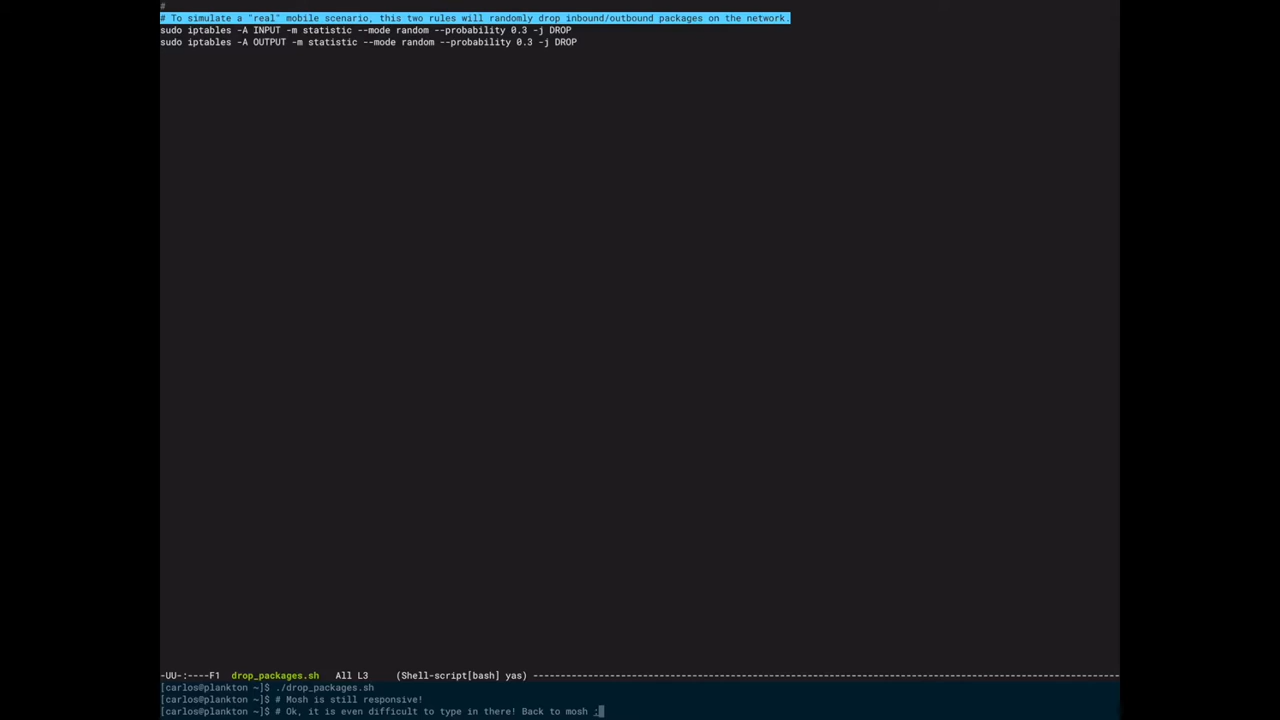 #
# To simulate a "real" mobile scenario, this two rules will randomly drop inbound/outbound packages on the network.
sudo iptables -A INPUT -m statistic --mode random --probability 0.3 -j DROP
sudo iptables -A OUTPUT -m statistic --mode random --probability 0.3 -j DROP
-UU-:----F1  drop_packages.sh   All L3    (Shell-script[bash] yas) ------------------------------------------------------------------------------------------------------------
[carlos@plankton ~]$ ./drop_packages.sh
[carlos@plankton ~]$ # Mosh is still responsive!
[carlos@plankton ~]$ # Ok, it is even difficult to type in there! Back to mosh :